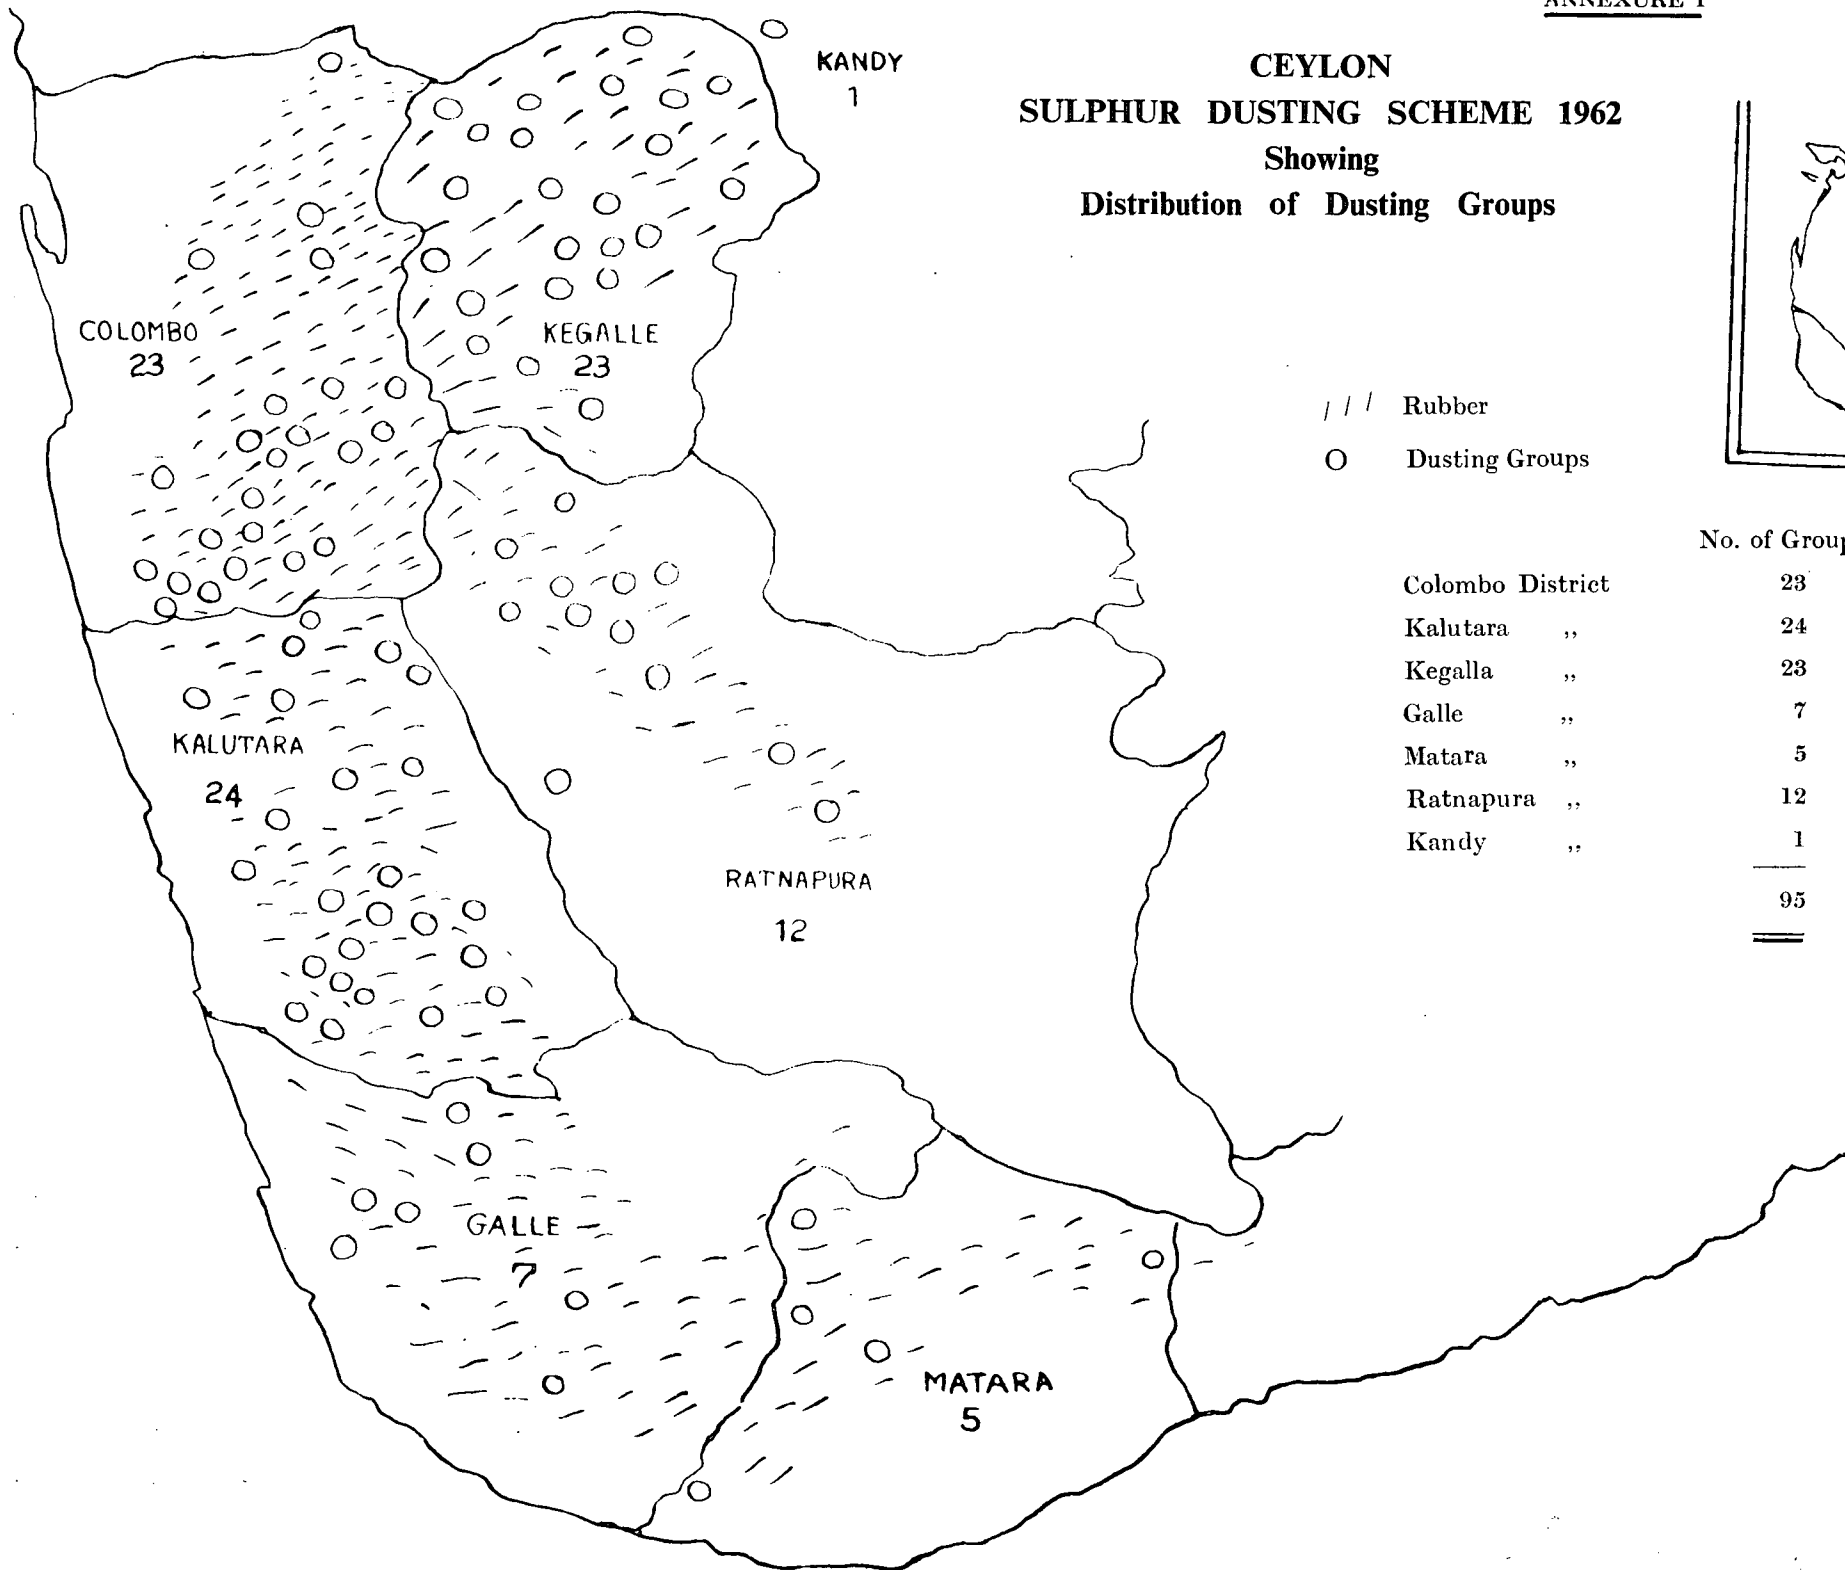 ANNEXURE I
CEYLON
SULPHUR DUSTING SCHEME 1962
Showing
Distribution of Dusting Groups
KANDY
1
COLOMBO
23
KEGALLE
23
/ / / Rubber
O Dusting Groups
No. of Group
Colombo District 23
Kalutara ,, 24
Kegalla ,, 23
Galle ,, 7
Matara ,, 5
Ratnapura ,, 12
Kandy ,, 1
95
KALUTARA
24
RATNAPURA
12
GALLE
7
MATARA
5